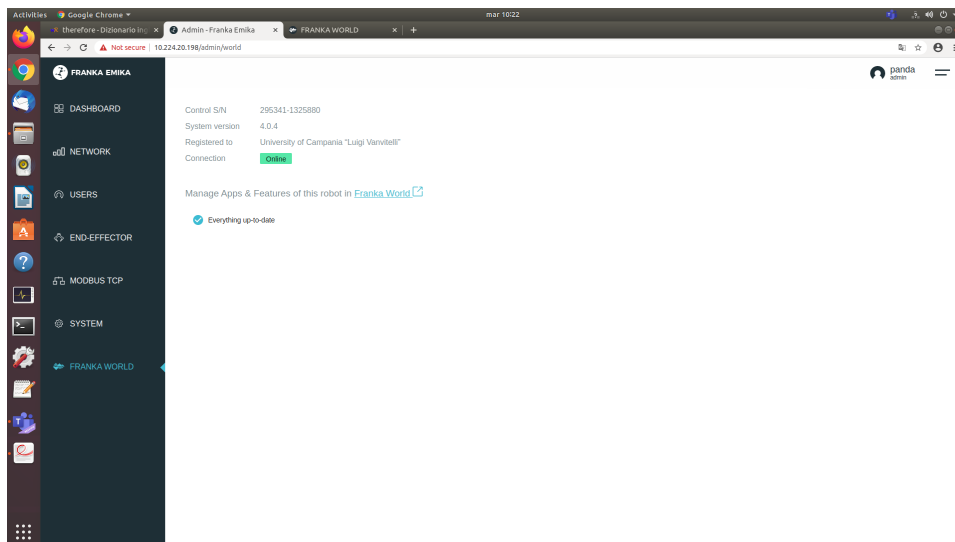 Activities Google Chrome mar 10:22
therefore - Dizionario ing Admin - Franka Emika FRANKA WORLD
Not secure 10.224.20.198/admin/world
FRANKA EMIKA
panda
admin
DASHBOARD
NETWORK
USERS
END-EFFECTOR
MODBUS TCP
SYSTEM
FRANKA WORLD
Control S/N 295341-1325880
System version 4.0.4
Registered to University of Campania "Luigi Vanvitelli"
Connection Online
Manage Apps & Features of this robot in Franka World
Everything up-to-date